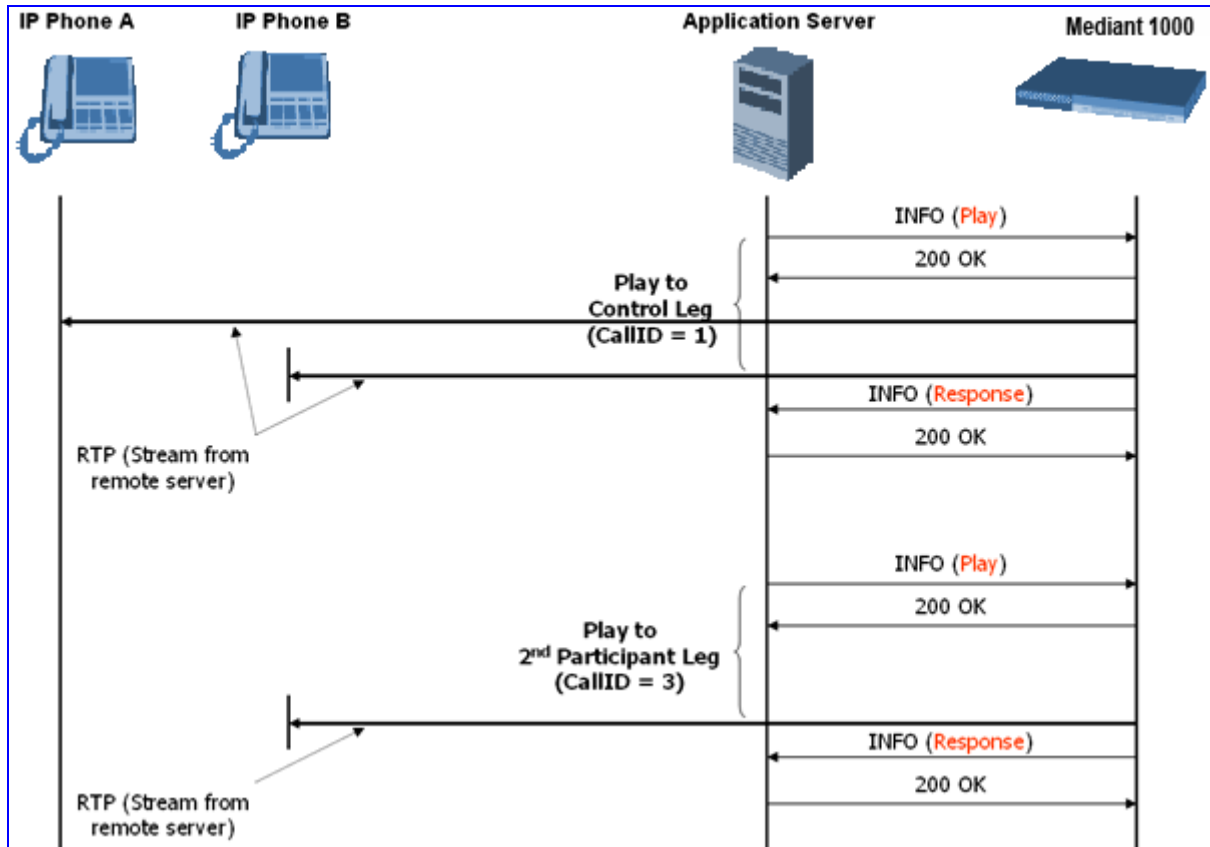 IP Phone A
IP Phone B
Application Server
Mediant 1000
INFO (Play)
200 OK
Play to
Control Leg
(CallID = 1)
INFO (Response)
200 OK
RTP (Stream from
remote server)
INFO (Play)
200 OK
Play to
2nd Participant Leg
(CallID = 3)
INFO (Response)
200 OK
RTP (Stream from
remote server)